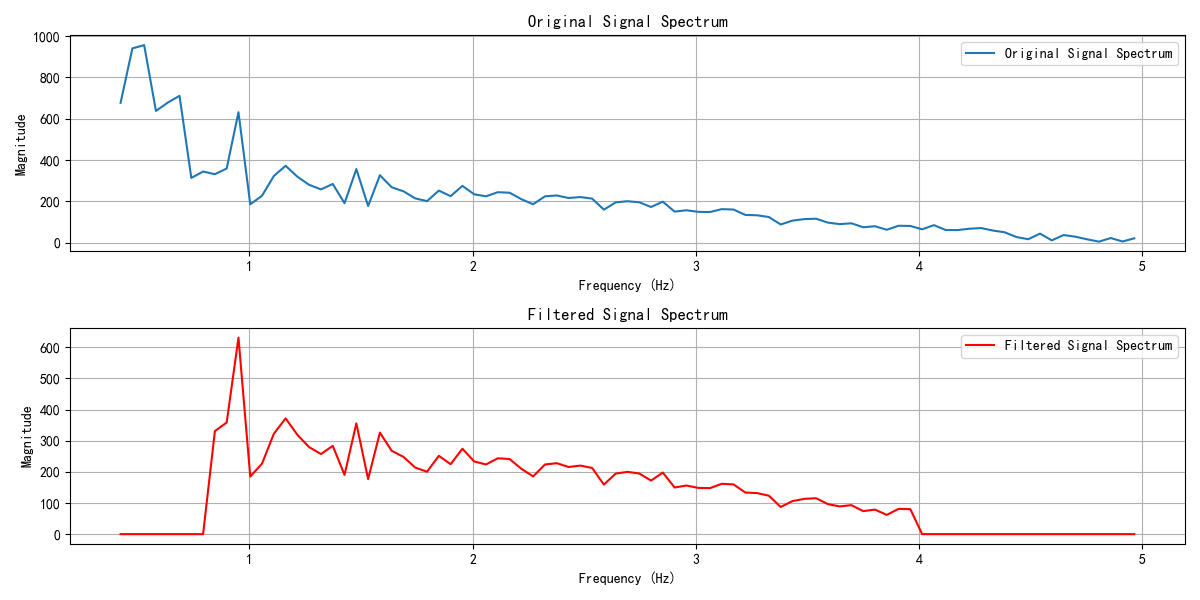 Original Signal Spectrum
1000
800
600
400
200
0
Magnitude
Original Signal Spectrum
1 2 3 4 5
Frequency (Hz)
Filtered Signal Spectrum
600
500
400
300
200
100
0
Magnitude
Filtered Signal Spectrum
1 2 3 4 5
Frequency (Hz)